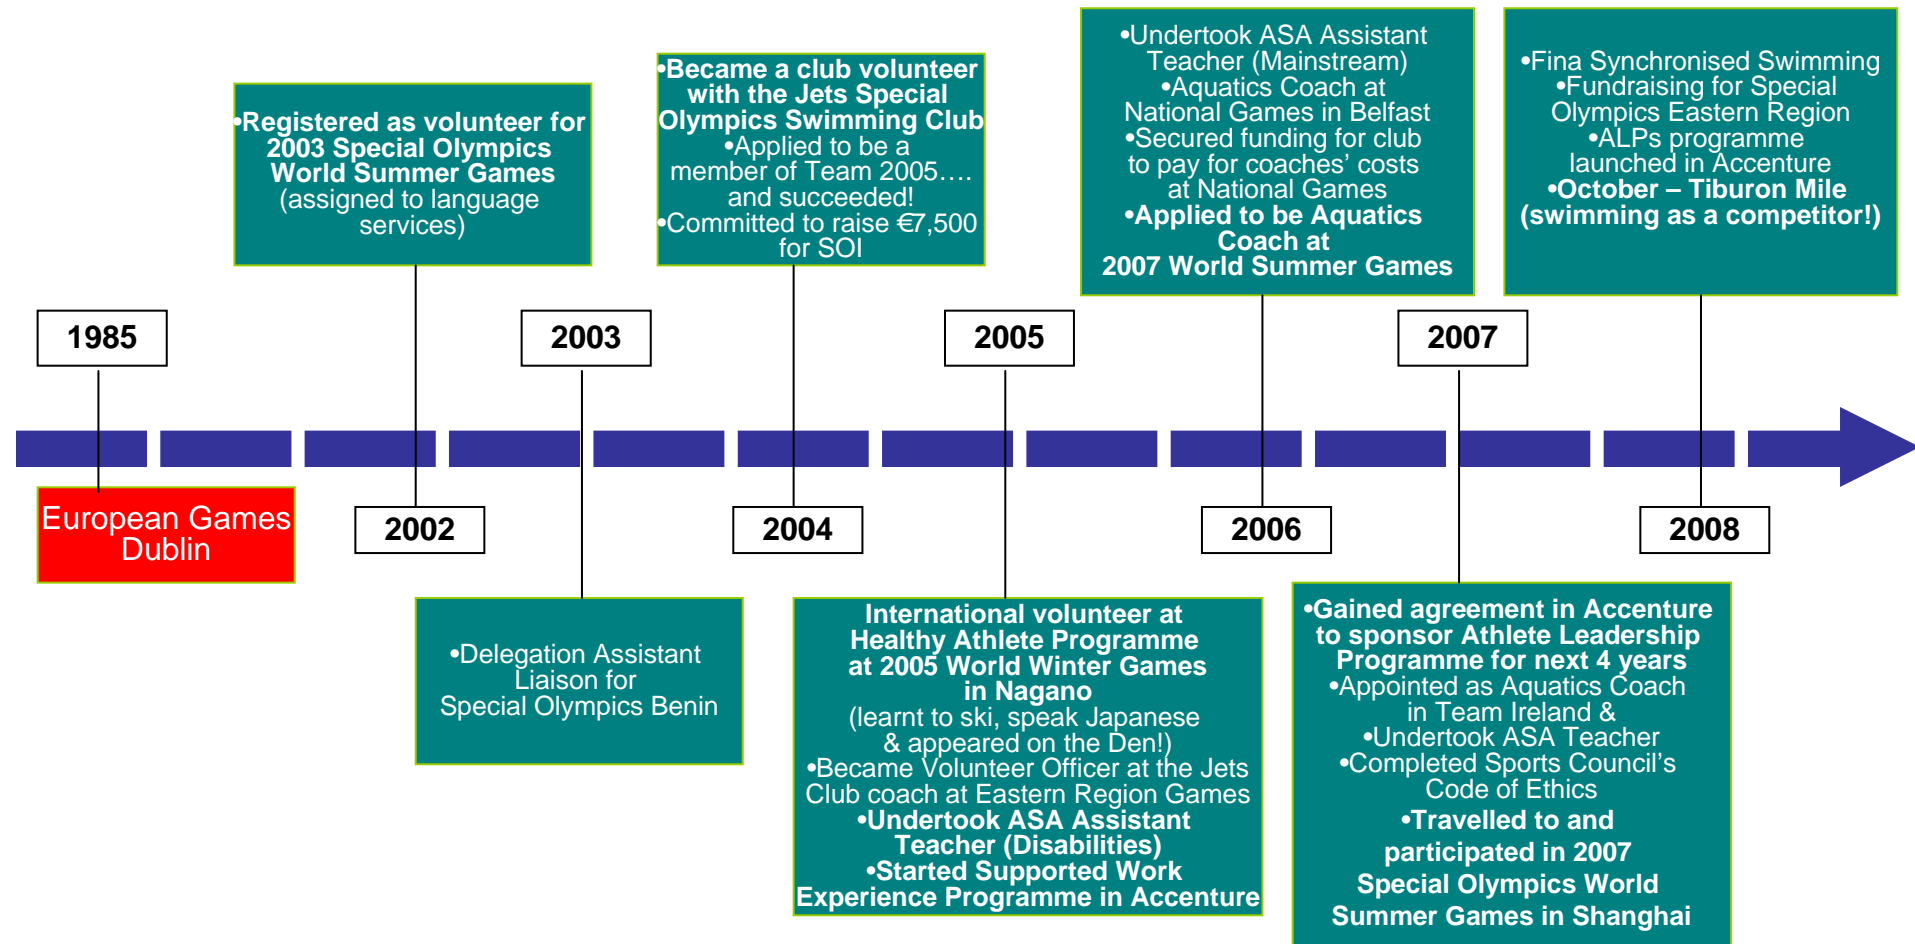 1985
European Games
Dublin
•Registered as volunteer for
2003 Special Olympics
World Summer Games
(assigned to language
services)
2002
2003
•Delegation Assistant
Liaison for
Special Olympics Benin
•Became a club volunteer
with the Jets Special
Olympics Swimming Club
•Applied to be a
member of Team 2005….
and succeeded!
•Committed to raise €7,500
for SOI
2004
2005
International volunteer at
Healthy Athlete Programme
at 2005 World Winter Games
in Nagano
(learnt to ski, speak Japanese
& appeared on the Den!)
•Became Volunteer Officer at the Jets
Club coach at Eastern Region Games
•Undertook ASA Assistant
Teacher (Disabilities)
•Started Supported Work
Experience Programme in Accenture
•Undertook ASA Assistant
Teacher (Mainstream)
•Aquatics Coach at
National Games in Belfast
•Secured funding for club
to pay for coaches’ costs
at National Games
•Applied to be Aquatics
Coach at
2007 World Summer Games
2006
2007
•Gained agreement in Accenture
to sponsor Athlete Leadership
Programme for next 4 years
•Appointed as Aquatics Coach
in Team Ireland &
•Undertook ASA Teacher
•Completed Sports Council’s
Code of Ethics
•Travelled to and
participated in 2007
Special Olympics World
Summer Games in Shanghai
•Fina Synchronised Swimming
•Fundraising for Special
Olympics Eastern Region
•ALPs programme
launched in Accenture
•October – Tiburon Mile
(swimming as a competitor!)
2008